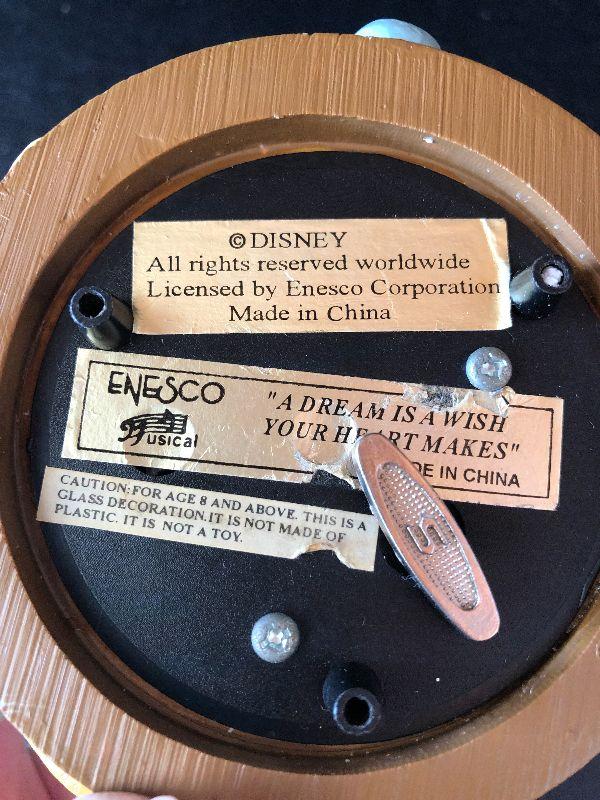 © DISNEY
All rights reserved worldwide
Licensed by Enesco Corporation
Made in China
ENESCO
Musical
"A DREAM IS A WISH
YOUR HEART MAKES"
MADE IN CHINA
CAUTION:FOR AGE 8 AND ABOVE. THIS IS A
GLASS DECORATION.IT IS NOT MADE OF
PLASTIC. IT IS NOT A TOY.
S